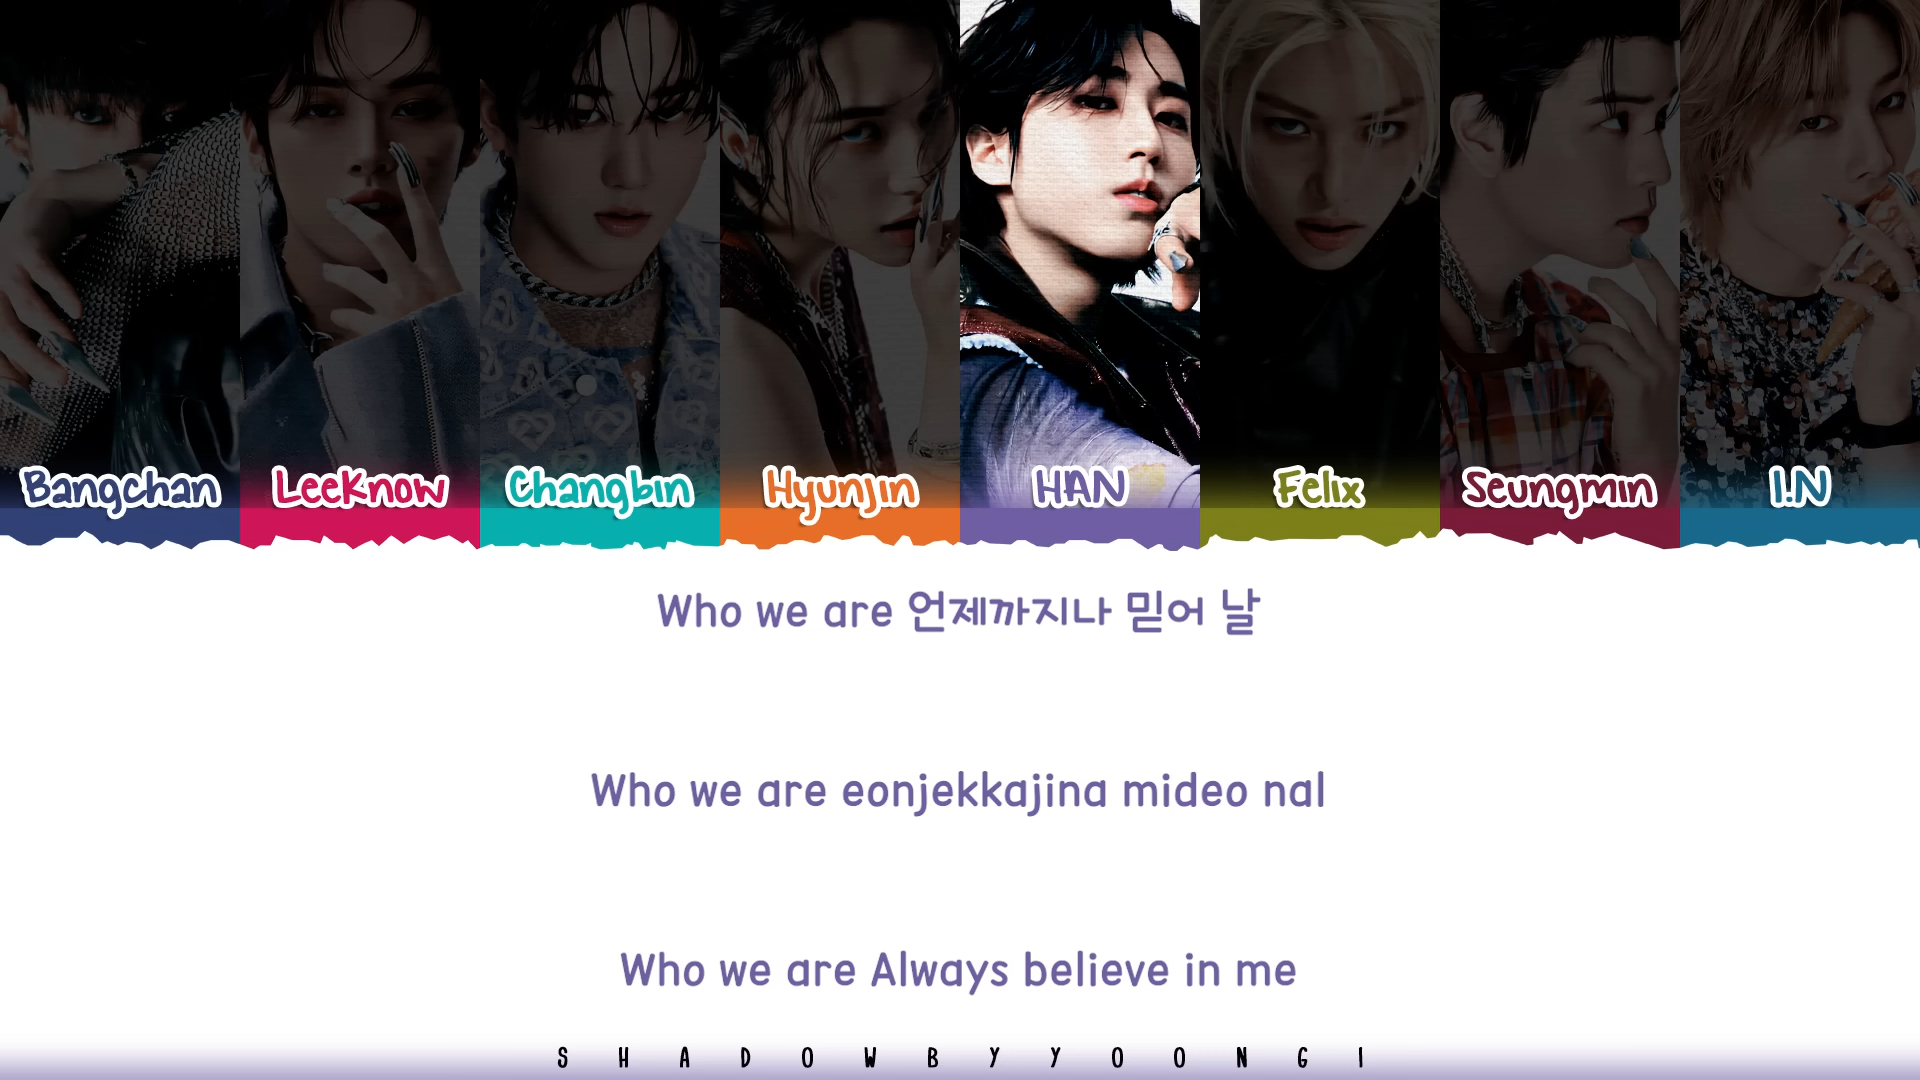 Bangchan LeeKnow Changbin Hyunjin HAN Felix Seungmin I.N
Who we are 언제까지나 믿어 날
Who we are eonjekkajina mideo nal
Who we are Always believe in me
SHADOWBYYOONGI